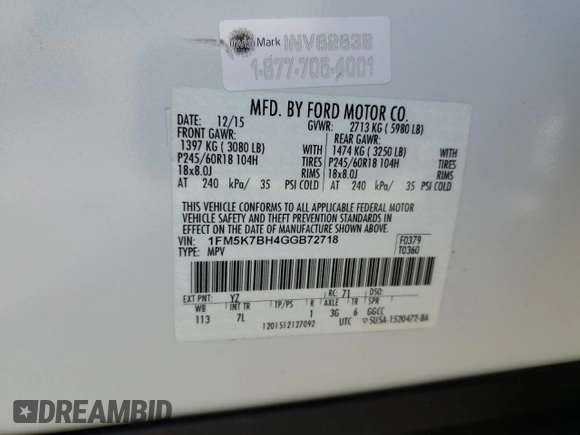 InvisiMark INV62636
1-877-705-4001
MFD. BY FORD MOTOR CO.
DATE: 12/15 GVWR: 2713 KG ( 5980 LB)
FRONT GAWR: REAR GAWR:
1397 KG ( 3080 LB) WITH 1474 KG ( 3250 LB) WITH
P245/60R18 104H TIRES P245/60R18 104H TIRES
18x8.0J RIMS 18x8.0J RIMS
AT 240 kPa/ 35 PSI COLD AT 240 kPa/ 35 PSI COLD
THIS VEHICLE CONFORMS TO ALL APPLICABLE FEDERAL MOTOR
VEHICLE SAFETY AND THEFT PREVENTION STANDARDS IN
EFFECT ON THE DATE OF MANUFACTURE SHOWN ABOVE.
VIN: 1FM5K7BH4GGB72718 F0379
TYPE: MPV T0360
EXT PNT: YZ RC: 71 DSO:
WB INT TR TP/PS R AXLE TR SPR
113 7L 1 3G 6 GGCC
1201512127092 UTC 5U5A-1520472-BA
DREAMBID